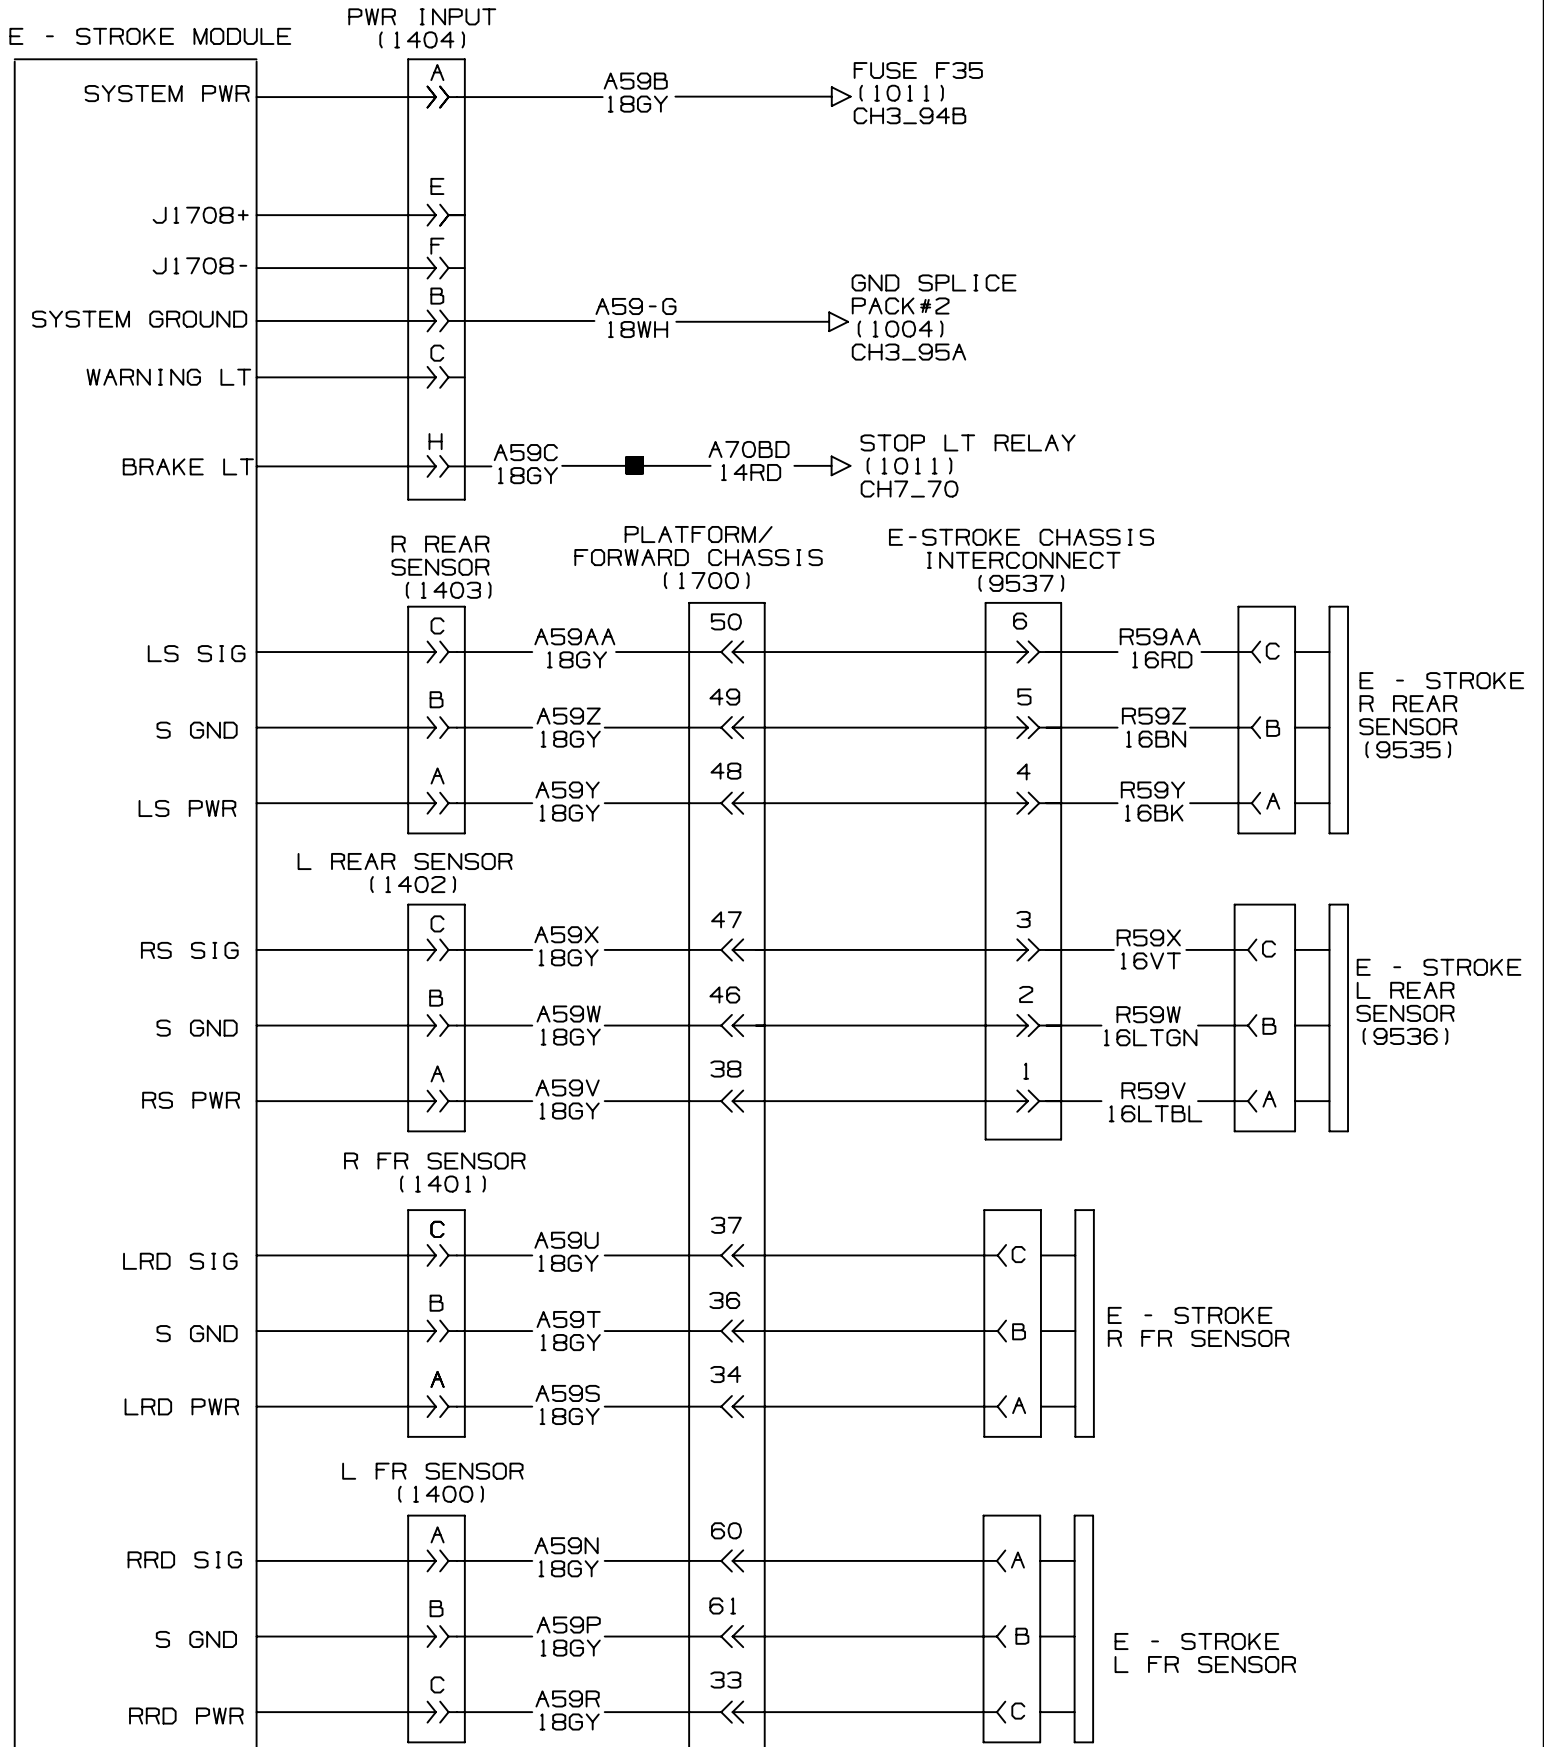 E - STROKE MODULE
PWR INPUT
(1404)
SYSTEM PWR
A
A59B
18GY
FUSE F35
(1011)
CH3_94B
J1708+
E
J1708-
F
SYSTEM GROUND
B
A59-G
18WH
GND SPLICE
PACK#2
(1004)
CH3_95A
WARNING LT
C
BRAKE LT
H
A59C
18GY
A70BD
14RD
STOP LT RELAY
(1011)
CH7_70
R REAR
SENSOR
(1403)
PLATFORM/
FORWARD CHASSIS
(1700)
E-STROKE CHASSIS
INTERCONNECT
(9537)
LS SIG
C
A59AA
18GY
50
6
R59AA
16RD
C
S GND
B
A59Z
18GY
49
5
R59Z
16BN
B
LS PWR
A
A59Y
18GY
48
4
R59Y
16BK
A
E - STROKE
R REAR
SENSOR
(9535)
L REAR SENSOR
(1402)
RS SIG
C
A59X
18GY
47
3
R59X
16VT
C
S GND
B
A59W
18GY
46
2
R59W
16LTGN
B
RS PWR
A
A59V
18GY
38
1
R59V
16LTBL
A
E - STROKE
L REAR
SENSOR
(9536)
R FR SENSOR
(1401)
LRD SIG
C
A59U
18GY
37
C
S GND
B
A59T
18GY
36
B
LRD PWR
A
A59S
18GY
34
A
E - STROKE
R FR SENSOR
L FR SENSOR
(1400)
RRD SIG
A
A59N
18GY
60
A
S GND
B
A59P
18GY
61
B
RRD PWR
C
A59R
18GY
33
C
E - STROKE
L FR SENSOR